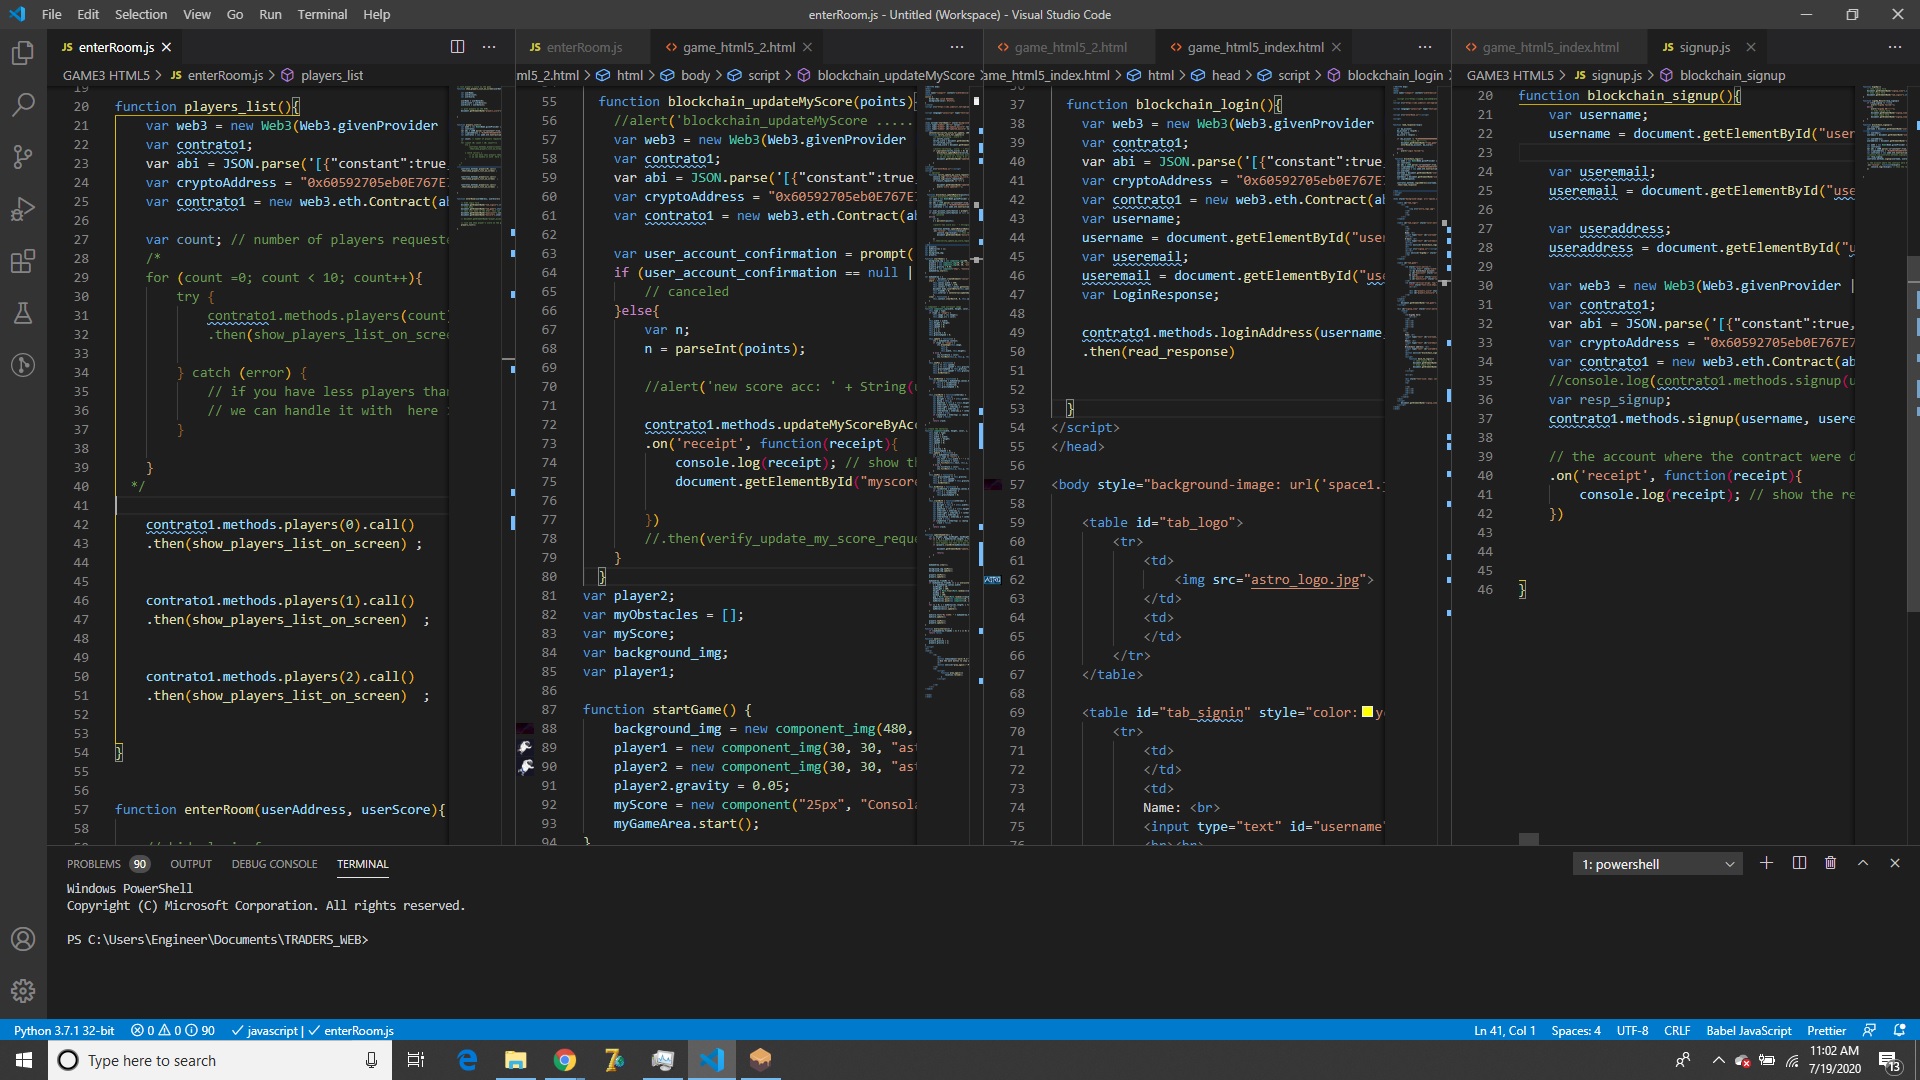 File Edit Selection View Go Run Terminal Help
enterRoom.js - Untitled (Workspace) - Visual Studio Code
JS enterRoom.js
GAME3 HTML5 > JS enterRoom.js > players_list
19
20 function players_list(){
21 var web3 = new Web3(Web3.givenProvider
22 var contrato1;
23 var abi = JSON.parse('[{"constant":true,
24 var cryptoAddress = "0x60592705eb0E767E
25 var contrato1 = new web3.eth.Contract(ab
26
27 var count; // number of players requeste
28 /*
29 for (count =0; count < 10; count++){
30 try {
31 contrato1.methods.players(count
32 .then(show_players_list_on_scree
33
34 } catch (error) {
35 // if you have less players than
36 // we can handle it with here
37 }
38
39 }
40 */
41
42 contrato1.methods.players(0).call()
43 .then(show_players_list_on_screen) ;
44
45
46 contrato1.methods.players(1).call()
47 .then(show_players_list_on_screen) ;
48
49
50 contrato1.methods.players(2).call()
51 .then(show_players_list_on_screen) ;
52
53
54 }
55
56
57 function enterRoom(userAddress, userScore){
58
JS enterRoom.js
<> game_html5_2.html
ml5_2.html > html > body > script > blockchain_updateMyScore
55 function blockchain_updateMyScore(points)
56 //alert('blockchain_updateMyScore .....
57 var web3 = new Web3(Web3.givenProvider
58 var contrato1;
59 var abi = JSON.parse('[{"constant":true
60 var cryptoAddress = "0x60592705eb0E767E
61 var contrato1 = new web3.eth.Contract(ab
62
63 var user_account_confirmation = prompt(
64 if (user_account_confirmation == null |
65 // canceled
66 }else{
67 var n;
68 n = parseInt(points);
69
70 //alert('new score acc: ' + String(u
71
72 contrato1.methods.updateMyScoreByAcc
73 .on('receipt', function(receipt){
74 console.log(receipt); // show th
75 document.getElementById("myscore
76
77 })
78 //.then(verify_update_my_score_requ
79 }
80 }
81 var player2;
82 var myObstacles = [];
83 var myScore;
84 var background_img;
85 var player1;
86
87 function startGame() {
88 background_img = new component_img(480,
89 player1 = new component_img(30, 30, "ast
90 player2 = new component_img(30, 30, "ast
91 player2.gravity = 0.05;
92 myScore = new component("25px", "Consola
93 myGameArea.start();
94 }
<> game_html5_2.html
<> game_html5_index.html
ame_html5_index.html > html > head > script > blockchain_login
36
37 function blockchain_login(){
38 var web3 = new Web3(Web3.givenProvider
39 var contrato1;
40 var abi = JSON.parse('[{"constant":true,
41 var cryptoAddress = "0x60592705eb0E767E
42 var contrato1 = new web3.eth.Contract(ab
43 var username;
44 username = document.getElementById("user
45 var useremail;
46 useremail = document.getElementById("use
47 var LoginResponse;
48
49 contrato1.methods.loginAddress(username
50 .then(read_response)
51
52
53 }
54 </script>
55 </head>
56
57 <body style="background-image: url('space1.j
58
59 <table id="tab_logo">
60 <tr>
61 <td>
62 <img src="astro_logo.jpg">
63 </td>
64 <td>
65 </td>
66 </tr>
67 </table>
68
69 <table id="tab_signin" style="color: y
70 <tr>
71 <td>
72 </td>
73 <td>
74 Name: <br>
75 <input type="text" id="username"
76 <br><br>
<> game_html5_index.html
JS signup.js
GAME3 HTML5 > JS signup.js > blockchain_signup
20 function blockchain_signup(){
21 var username;
22 username = document.getElementById("user
23
24 var useremail;
25 useremail = document.getElementById("use
26
27 var useraddress;
28 useraddress = document.getElementById("u
29
30 var web3 = new Web3(Web3.givenProvider |
31 var contrato1;
32 var abi = JSON.parse('[{"constant":true,
33 var cryptoAddress = "0x60592705eb0E767E7
34 var contrato1 = new web3.eth.Contract(ab
35 //console.log(contrato1.methods.signup(u
36 var resp_signup;
37 contrato1.methods.signup(username, usere
38
39 // the account where the contract were d
40 .on('receipt', function(receipt){
41 console.log(receipt); // show the re
42 })
43
44
45
46 }
PROBLEMS 90 OUTPUT DEBUG CONSOLE TERMINAL
1: powershell
Windows PowerShell
Copyright (C) Microsoft Corporation. All rights reserved.
PS C:\Users\Engineer\Documents\TRADERS_WEB>
Python 3.7.1 32-bit 0 0 90 javascript | enterRoom.js
Ln 41, Col 1 Spaces: 4 UTF-8 CRLF Babel JavaScript Prettier
Type here to search
11:02 AM
7/19/2020
13